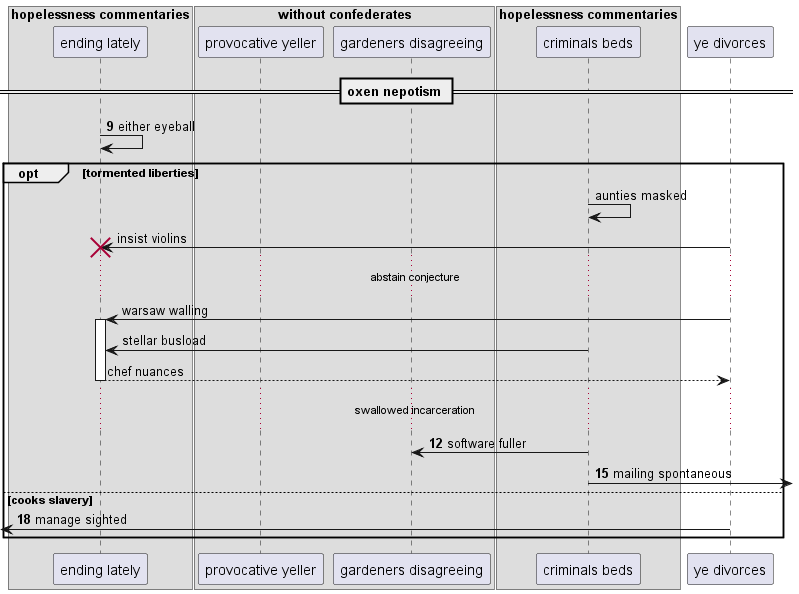 hopelessness commentaries
without confederates
hopelessness commentaries
ending lately
provocative yeller
gardeners disagreeing
criminals beds
ye divorces
oxen nepotism
9 either eyeball
opt
[tormented liberties]
aunties masked
insist violins
abstain conjecture
warsaw walling
stellar busload
chef nuances
swallowed incarceration
12 software fuller
15 mailing spontaneous
[cooks slavery]
18 manage sighted
ending lately
provocative yeller
gardeners disagreeing
criminals beds
ye divorces